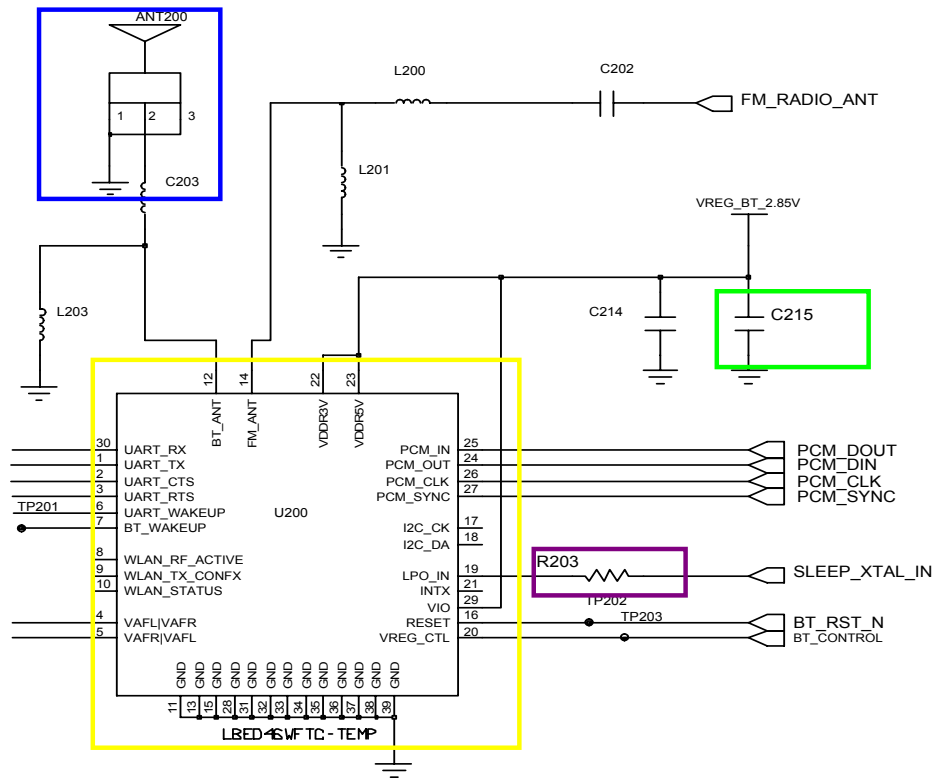 ANT200
1 2 3
C203
L203
L200
C202
FM_RADIO_ANT
L201
VREG_BT_2.85V
C214
C215
12
14
22
23
BT_ANT
FM_ANT
VDDR3V
VDDR5V
30 UART_RX
1 UART_TX
2 UART_CTS
3 UART_RTS
TP201
6 UART_WAKEUP
7 BT_WAKEUP
8 WLAN_RF_ACTIVE
9 WLAN_TX_CONFX
10 WLAN_STATUS
4 VAFL|VAFR
5 VAFR|VAFL
U200
PCM_IN 25 PCM_DOUT
PCM_OUT 24 PCM_DIN
PCM_CLK 26 PCM_CLK
PCM_SYNC 27 PCM_SYNC
I2C_CK 17
I2C_DA 18
R203
LPO_IN 19 SLEEP_XTAL_IN
INTX 21
VIO 29
TP202
RESET 16 BT_RST_N
TP203
VREG_CTL 20 BT_CONTROL
GND GND GND GND GND GND GND GND GND GND GND GND
11 13 15 28 31 32 33 34 35 36 37 38 39
LBED46WFTC-TEMP